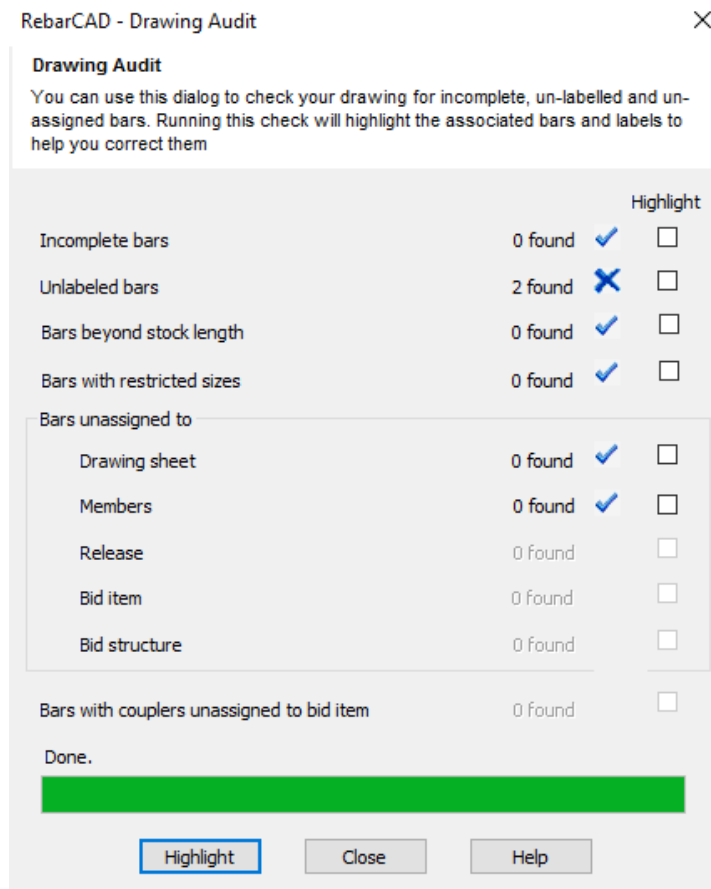 RebarCAD - Drawing Audit
Drawing Audit
You can use this dialog to check your drawing for incomplete, un-labelled and un-
assigned bars. Running this check will highlight the associated bars and labels to
help you correct them
Highlight
Incomplete bars 0 found
Unlabeled bars 2 found
Bars beyond stock length 0 found
Bars with restricted sizes 0 found
Bars unassigned to
Drawing sheet 0 found
Members 0 found
Release 0 found
Bid item 0 found
Bid structure 0 found
Bars with couplers unassigned to bid item 0 found
Done.
Highlight Close Help